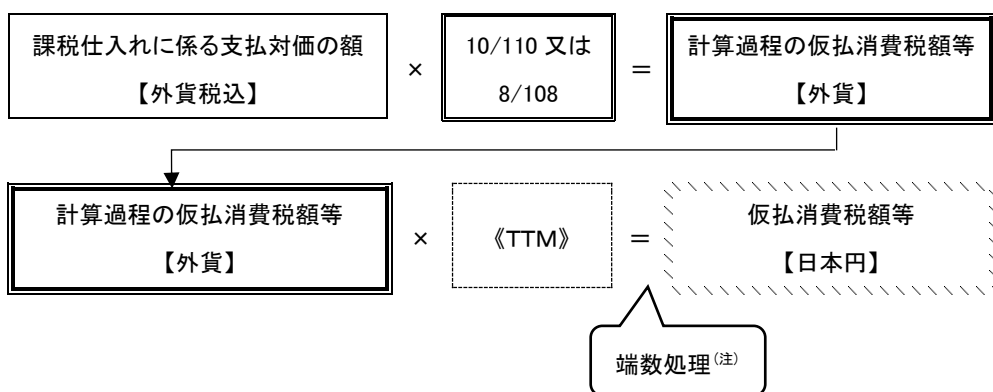 課税仕入れに係る支払対価の額
【外貨税込】
×
10/110 又は
8/108
=
計算過程の仮払消費税額等
【外貨】
計算過程の仮払消費税額等
【外貨】
×
《TTM》
=
仮払消費税額等
【日本円】
端数処理(注)